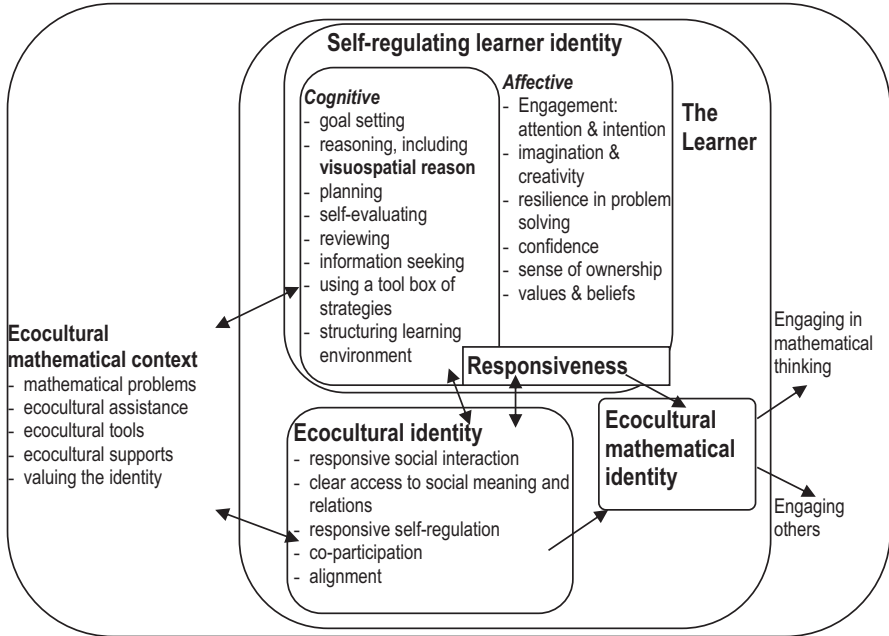 Self-regulating learner identity
Cognitive
- goal setting
- reasoning, including
visuospatial reason
- planning
- self-evaluating
- reviewing
- information seeking
- using a tool box of
strategies
- structuring learning
environment
Affective
- Engagement:
attention & intention
- imagination &
creativity
- resilience in problem
solving
- confidence
- sense of ownership
- values & beliefs
The
Learner
Responsiveness
Ecocultural
mathematical context
- mathematical problems
- ecocultural assistance
- ecocultural tools
- ecocultural supports
- valuing the identity
Ecocultural identity
- responsive social interaction
- clear access to social meaning and
relations
- responsive self-regulation
- co-participation
- alignment
Ecocultural
mathematical
identity
Engaging in
mathematical
thinking
Engaging
others